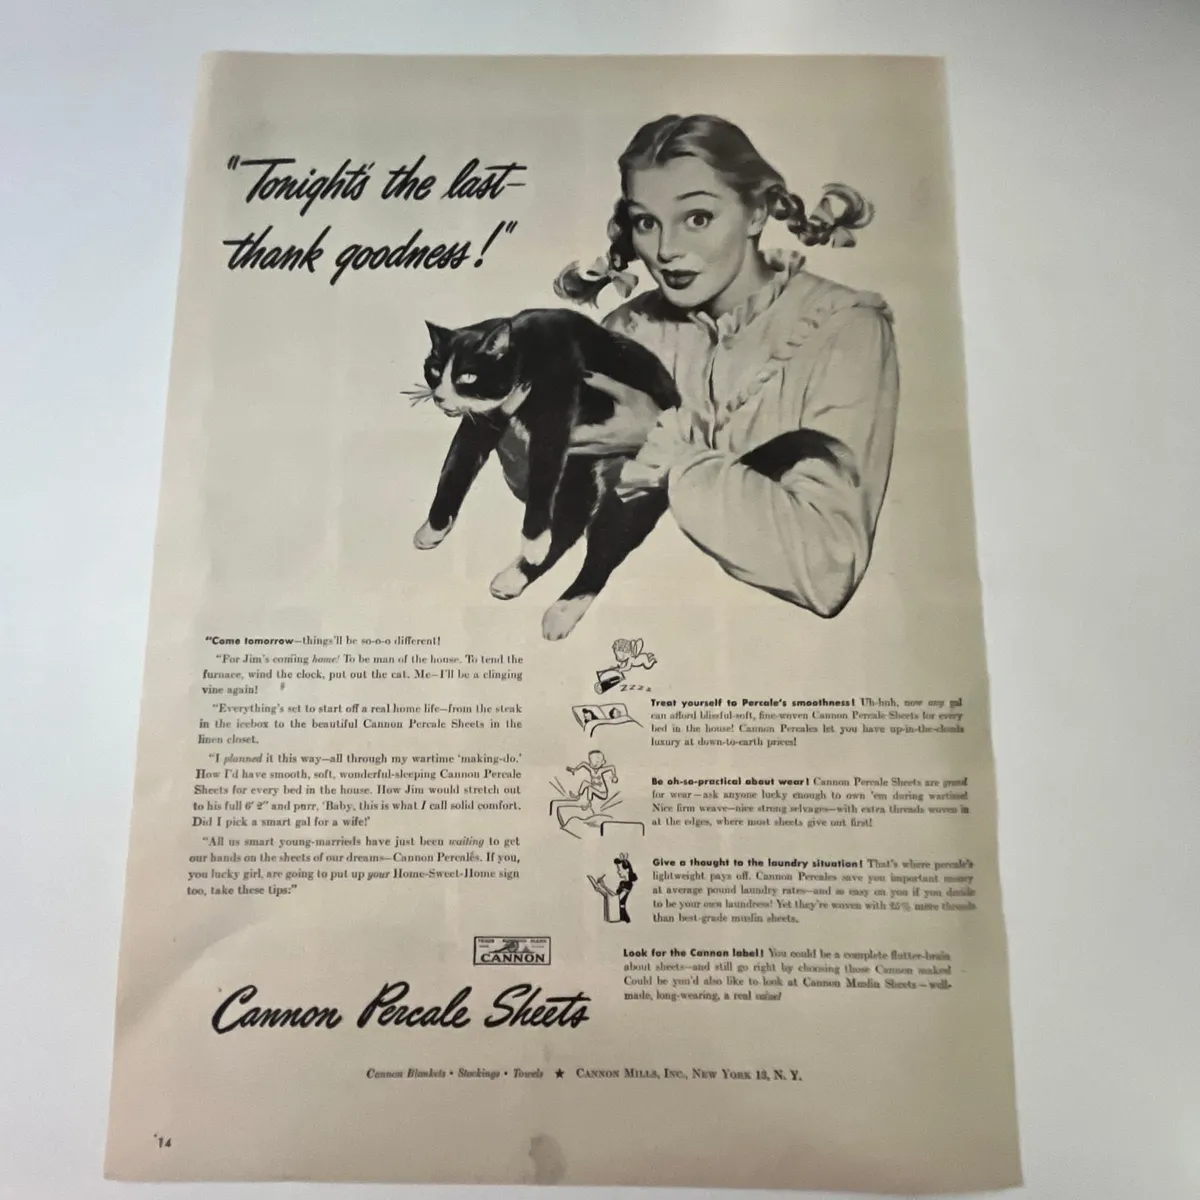 "Tonight's the last-
thank goodness!"
"Come tomorrow—things'll be so-o-o different!
"For Jim's coming home! To be man of the house. To tend the
furnace, wind the clock, put out the cat. Me—I'll be a clinging
vine again!
"Everything's set to start off a real home life—from the steak
in the icebox to the beautiful Cannon Percale Sheets in the
linen closet.
"I planned it this way—all through my wartime 'making-do.'
How I'd have smooth, soft, wonderful-sleeping Cannon Percale
Sheets for every bed in the house. How Jim would stretch out
to his full 6' 2" and purr, 'Baby, this is what I call solid comfort.
Did I pick a smart gal for a wife!'
"All us smart young-marrieds have just been waiting to get
our hands on the sheets of our dreams—Cannon Percales. If you,
you lucky girl, are going to put up your Home-Sweet-Home sign
too, take these tips:"
CANNON
Cannon Percale Sheets
zzzz
Treat yourself to Percale's smoothness! Uh-huh, now any gal
can afford blissful-soft, fine-woven Cannon Percale Sheets for every
bed in the house! Cannon Percales let you have up-in-the-clouds
luxury at down-to-earth prices!
Be oh-so-practical about wear! Cannon Percale Sheets are grand
for wear—ask anyone lucky enough to own 'em during wartime!
Nice firm weave—nice strong selvages—with extra threads woven in
at the edges, where most sheets give out first!
Give a thought to the laundry situation! That's where percale's
lightweight pays off. Cannon Percales save you important money
at average pound laundry rates—and so easy on you if you decide
to be your own laundress! Yet they're woven with 25% more threads
than best-grade muslin sheets.
Look for the Cannon label! You could be a complete flutter-brain
about sheets—and still go right by choosing those Cannon makes!
Could be you'd also like to look at Cannon Muslin Sheets—well-
made, long-wearing, a real value!
Cannon Blankets • Stockings • Towels ★ CANNON MILLS, INC., NEW YORK 13, N. Y.
14